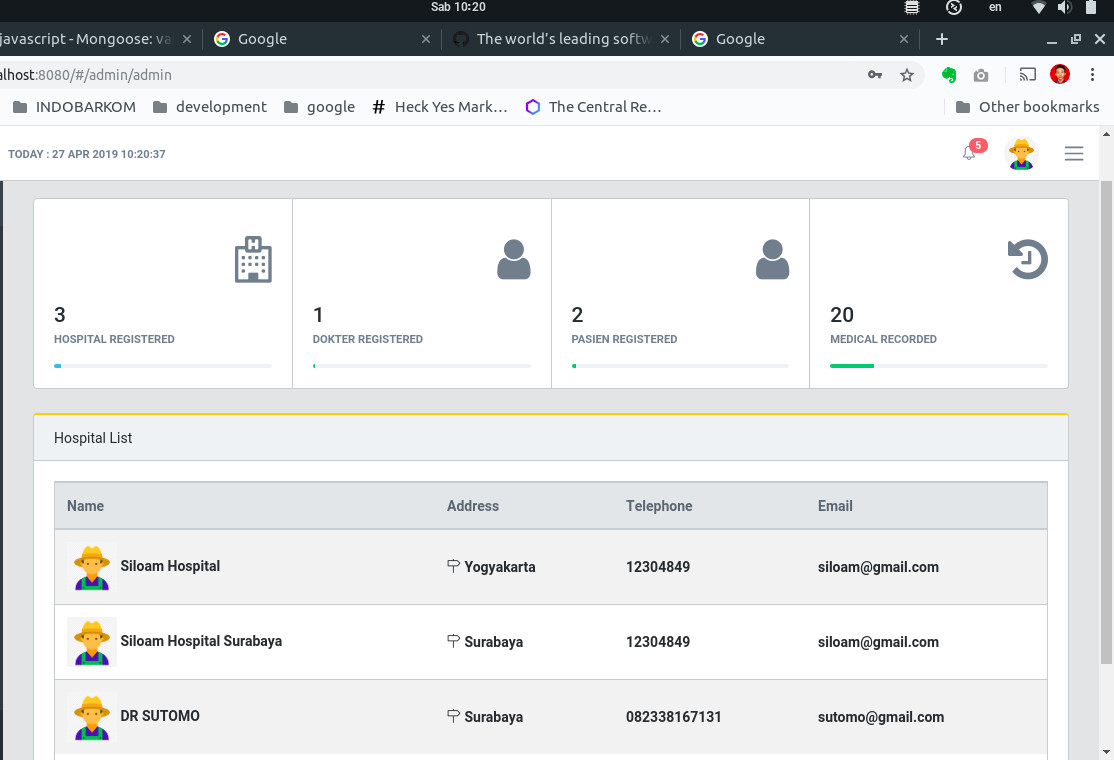 Sab 10:20
en
javascript - Mongoose: va
Google
The world's leading softw
Google
alhost:8080/#/admin/admin
INDOBARKOM development google Heck Yes Mark… The Central Re… Other bookmarks
TODAY : 27 APR 2019 10:20:37
5
3
HOSPITAL REGISTERED
1
DOKTER REGISTERED
2
PASIEN REGISTERED
20
MEDICAL RECORDED
Hospital List
Name Address Telephone Email
Siloam Hospital Yogyakarta 12304849 siloam@gmail.com
Siloam Hospital Surabaya Surabaya 12304849 siloam@gmail.com
DR SUTOMO Surabaya 082338167131 sutomo@gmail.com